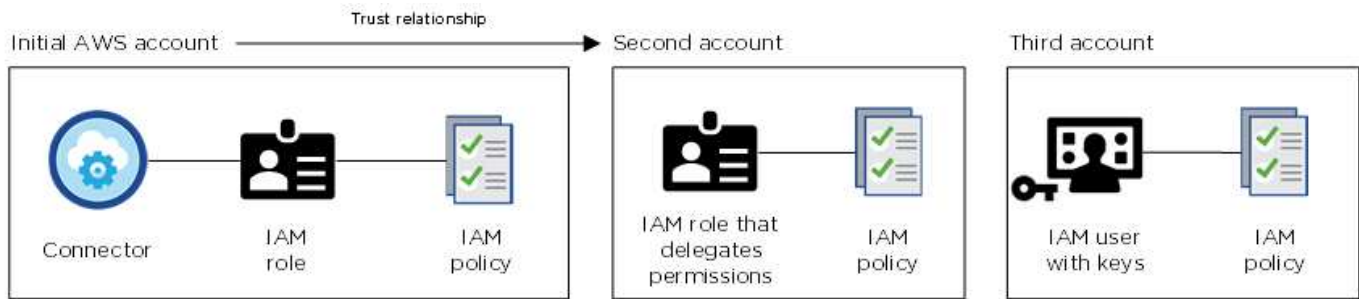 Trust relationship
Initial AWS account
Second account
Third account
Connector
IAM
role
IAM
policy
IAM role that
delegates
permissions
IAM
policy
IAM user
with keys
IAM
policy